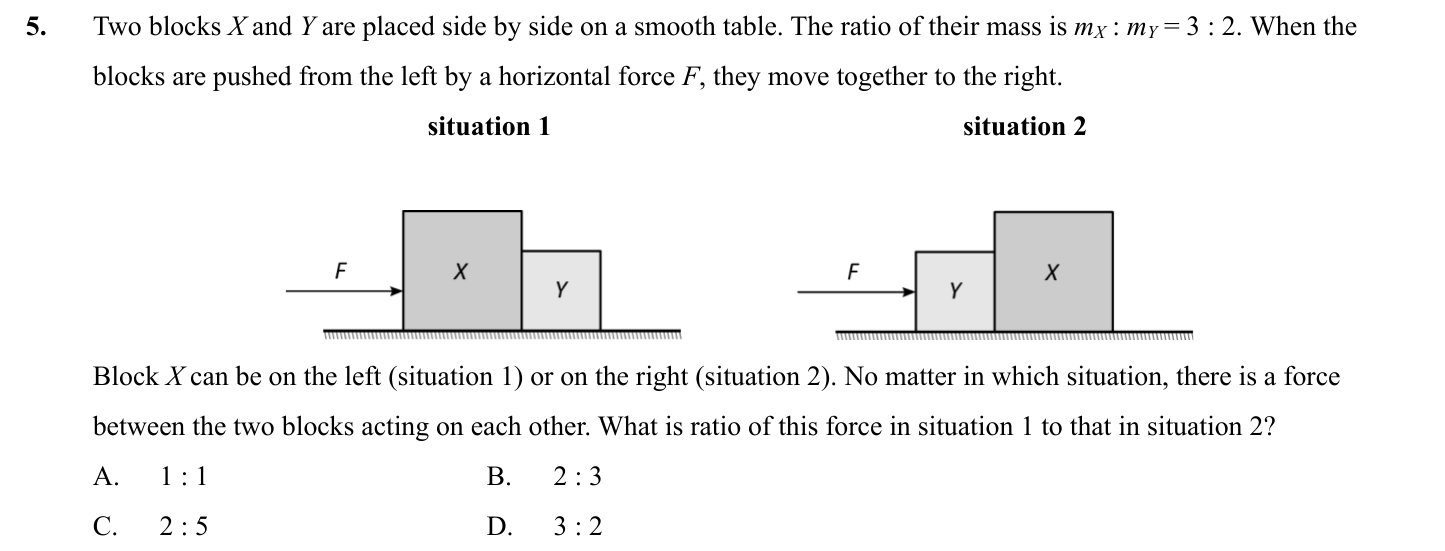 5. Two blocks X and Y are placed side by side on a smooth table. The ratio of their mass is mX : mY = 3 : 2. When the
blocks are pushed from the left by a horizontal force F, they move together to the right.
situation 1 situation 2
F X Y F Y X
Block X can be on the left (situation 1) or on the right (situation 2). No matter in which situation, there is a force
between the two blocks acting on each other. What is ratio of this force in situation 1 to that in situation 2?
A. 1 : 1 B. 2 : 3
C. 2 : 5 D. 3 : 2